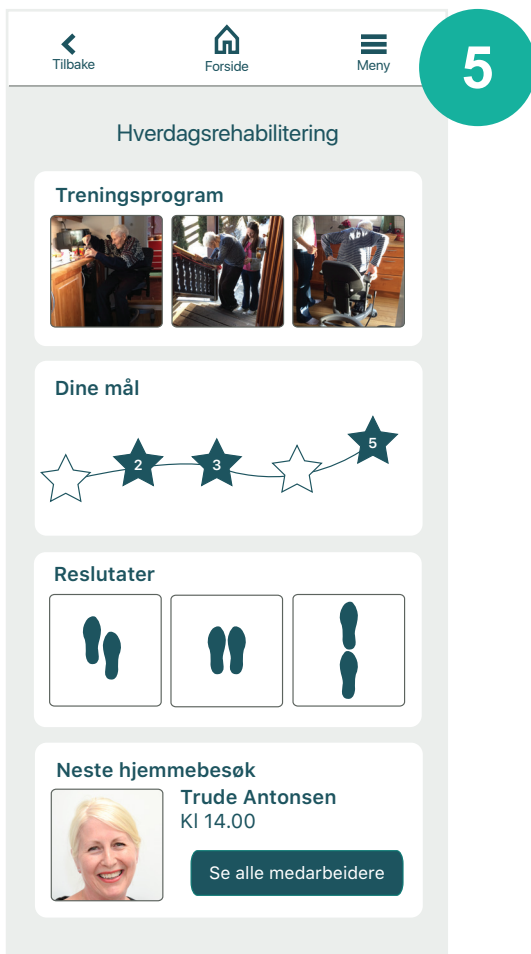 Tilbake
Forside
Meny
5
Hverdagsrehabilitering
Treningsprogram
Dine mål
2
3
5
Reslutater
Neste hjemmebesøk
Trude Antonsen
Kl 14.00
Se alle medarbeidere